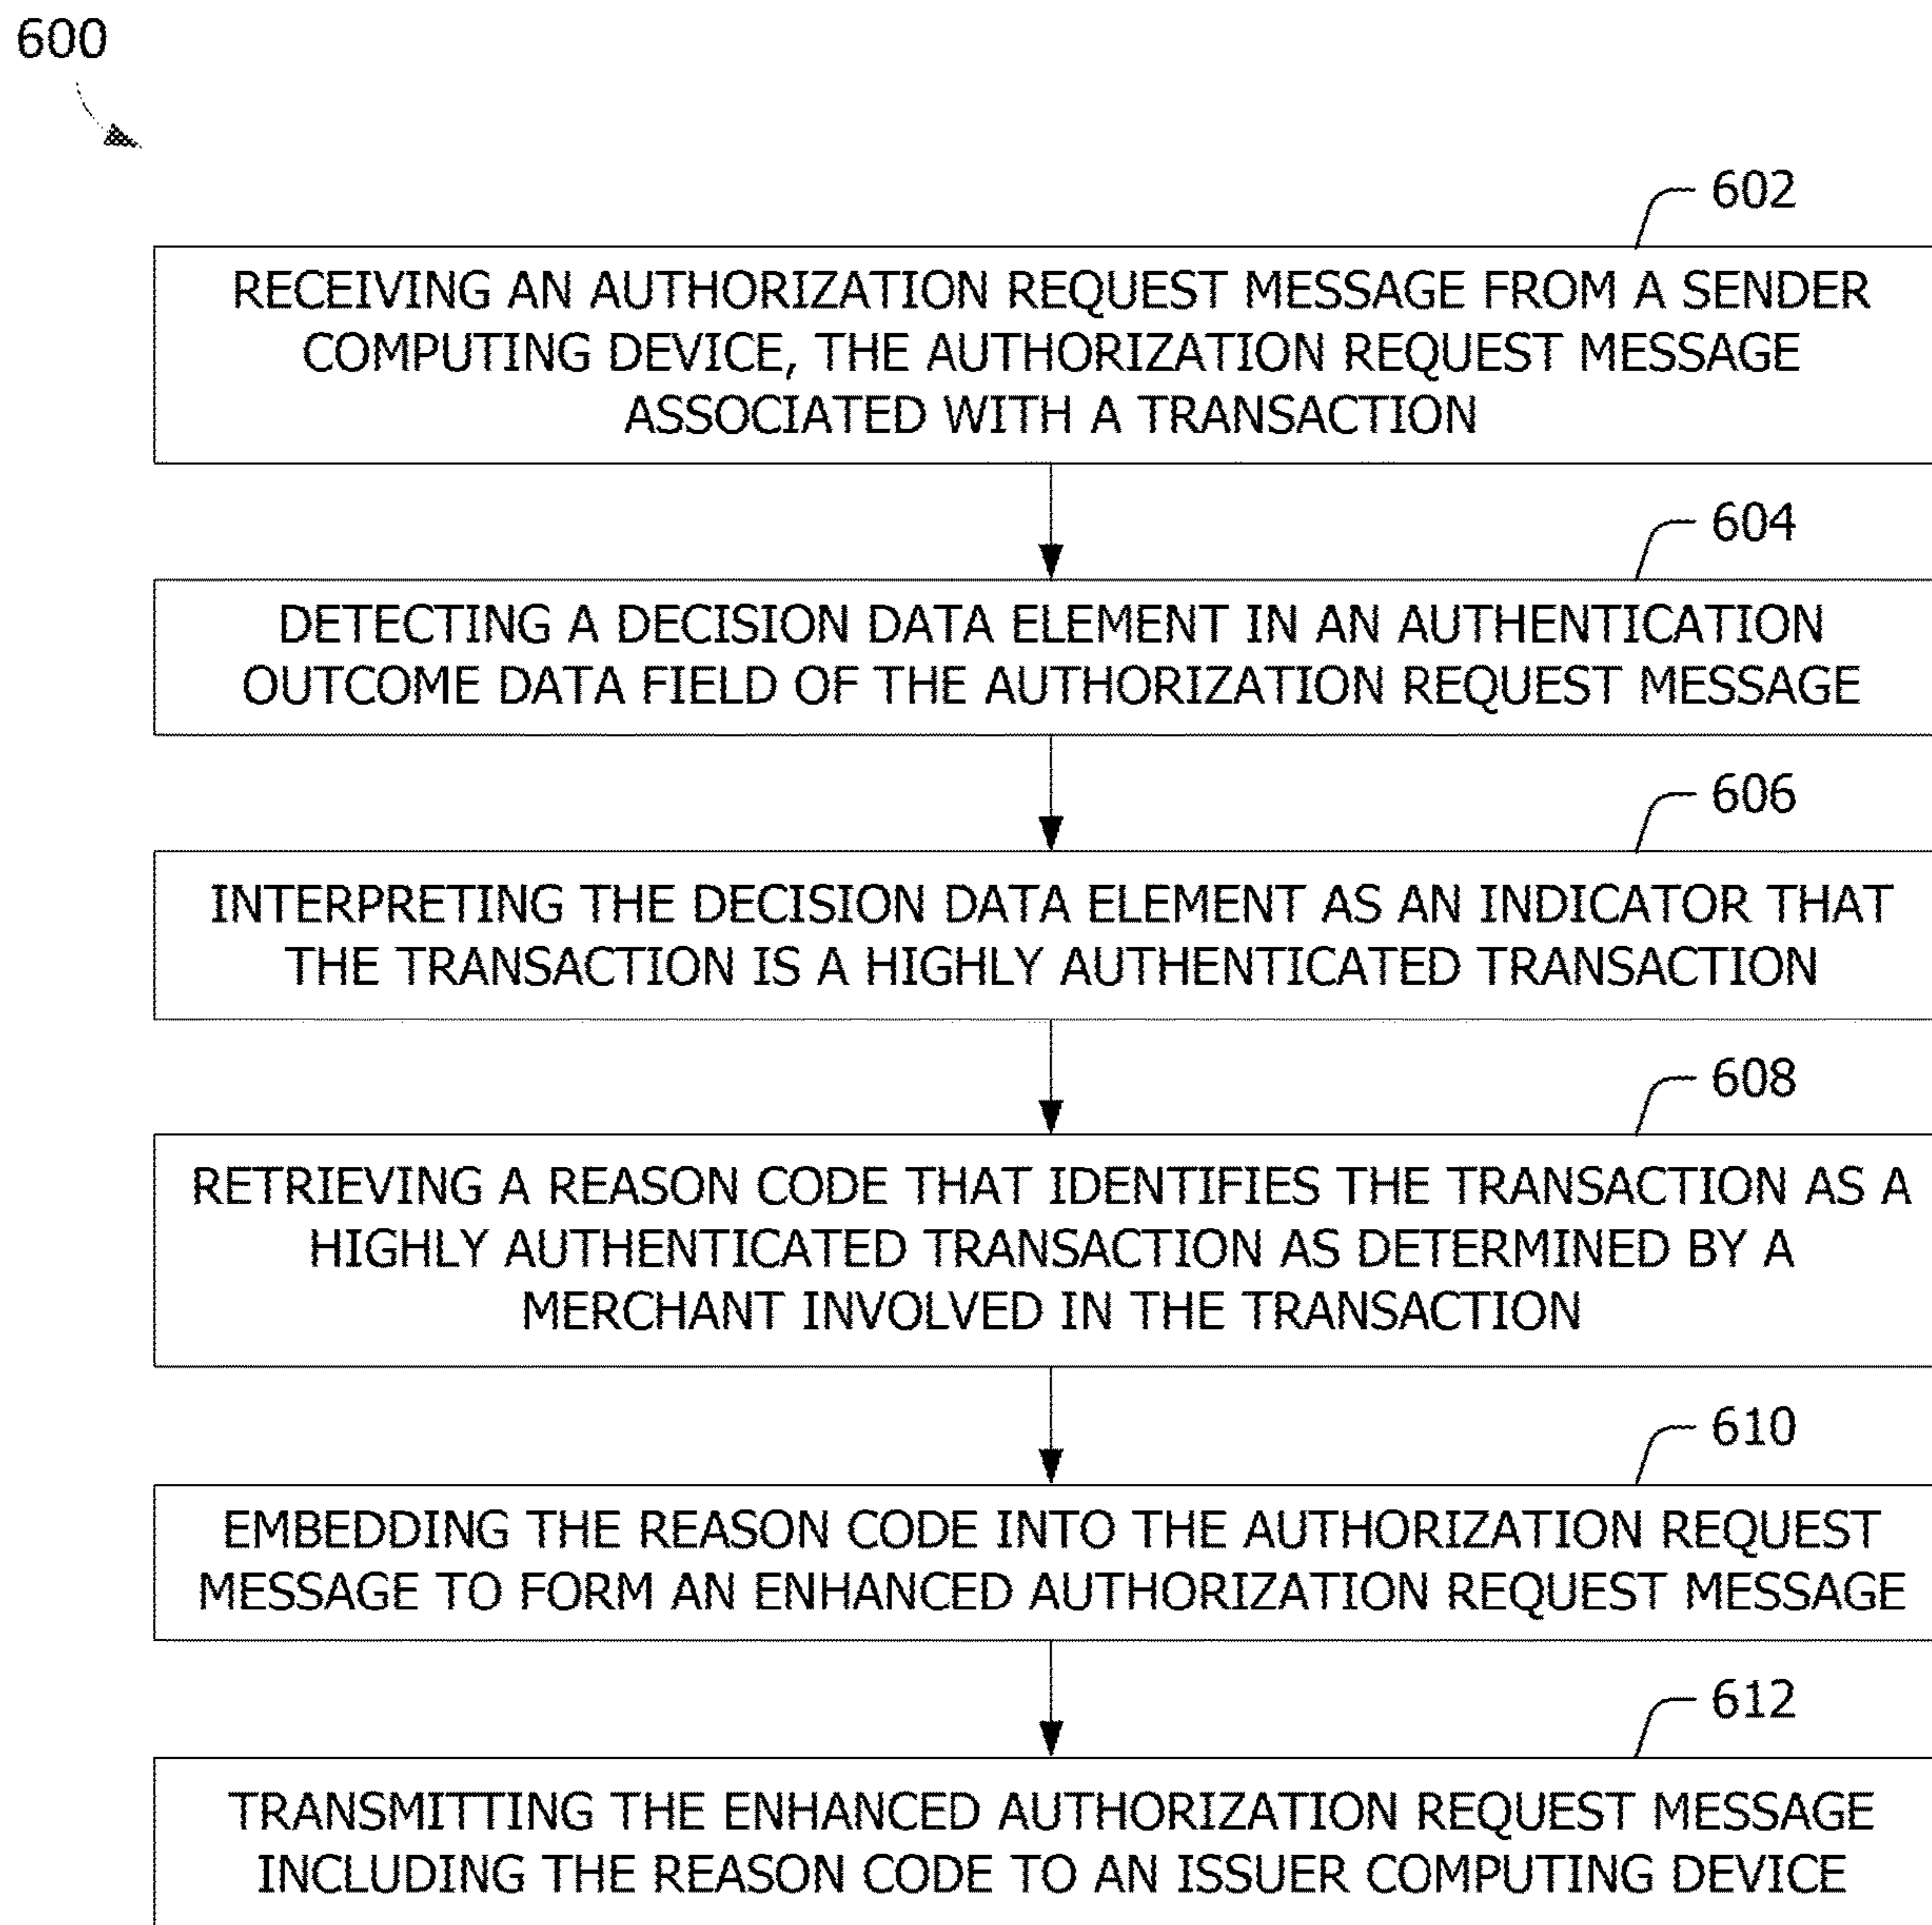 600
602
RECEIVING AN AUTHORIZATION REQUEST MESSAGE FROM A SENDER
COMPUTING DEVICE, THE AUTHORIZATION REQUEST MESSAGE
ASSOCIATED WITH A TRANSACTION
604
DETECTING A DECISION DATA ELEMENT IN AN AUTHENTICATION
OUTCOME DATA FIELD OF THE AUTHORIZATION REQUEST MESSAGE
606
INTERPRETING THE DECISION DATA ELEMENT AS AN INDICATOR THAT
THE TRANSACTION IS A HIGHLY AUTHENTICATED TRANSACTION
608
RETRIEVING A REASON CODE THAT IDENTIFIES THE TRANSACTION AS A
HIGHLY AUTHENTICATED TRANSACTION AS DETERMINED BY A
MERCHANT INVOLVED IN THE TRANSACTION
610
EMBEDDING THE REASON CODE INTO THE AUTHORIZATION REQUEST
MESSAGE TO FORM AN ENHANCED AUTHORIZATION REQUEST MESSAGE
612
TRANSMITTING THE ENHANCED AUTHORIZATION REQUEST MESSAGE
INCLUDING THE REASON CODE TO AN ISSUER COMPUTING DEVICE